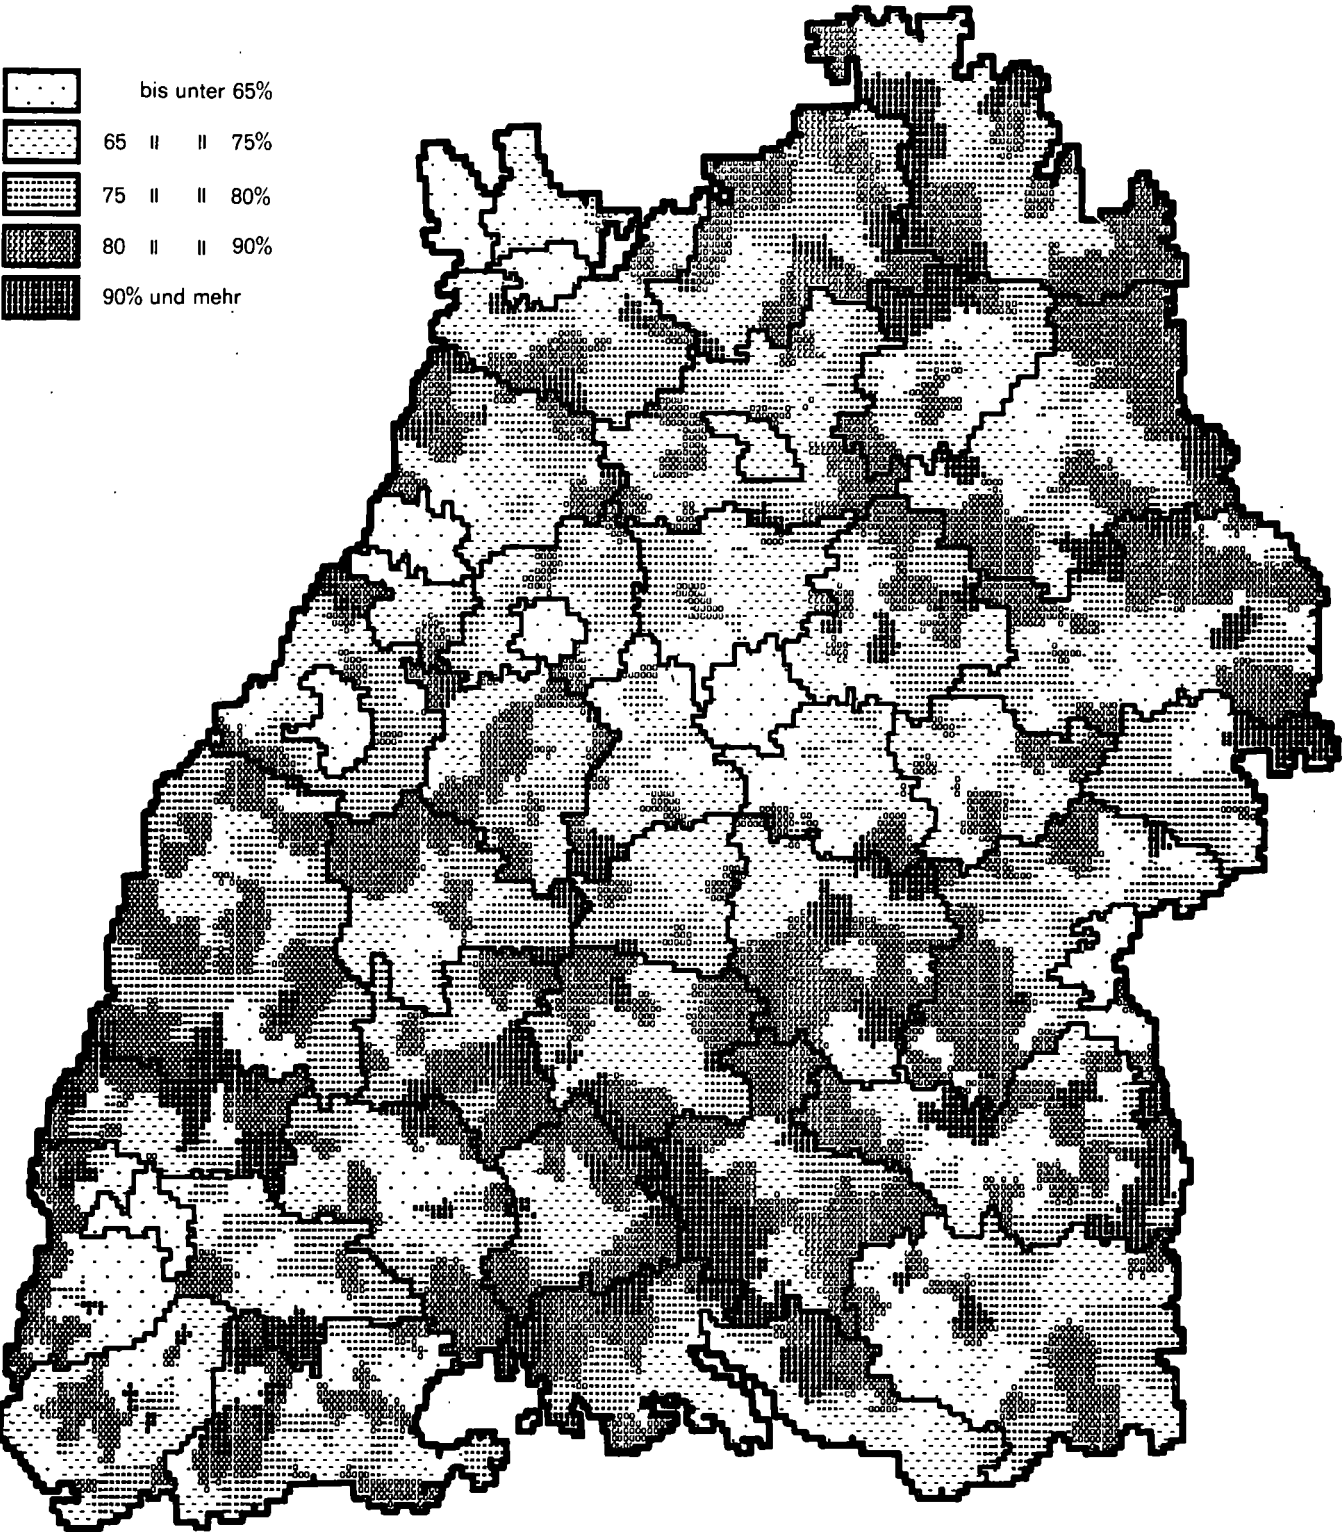 bis unter 65%
65 " " 75%
75 " " 80%
80 " " 90%
90% und mehr